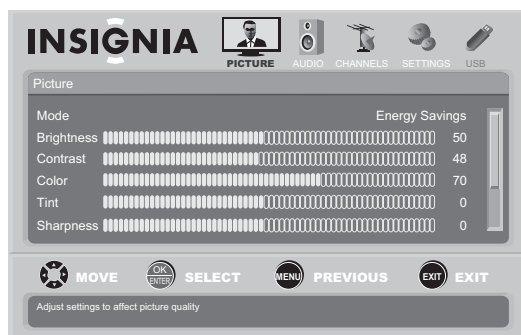 INSIGNIA
PICTURE AUDIO CHANNELS SETTINGS USB
Picture
Mode Energy Savings
Brightness 50
Contrast 48
Color 70
Tint 0
Sharpness 0
MOVE OK ENTER SELECT MENU PREVIOUS EXIT EXIT
Adjust settings to affect picture quality